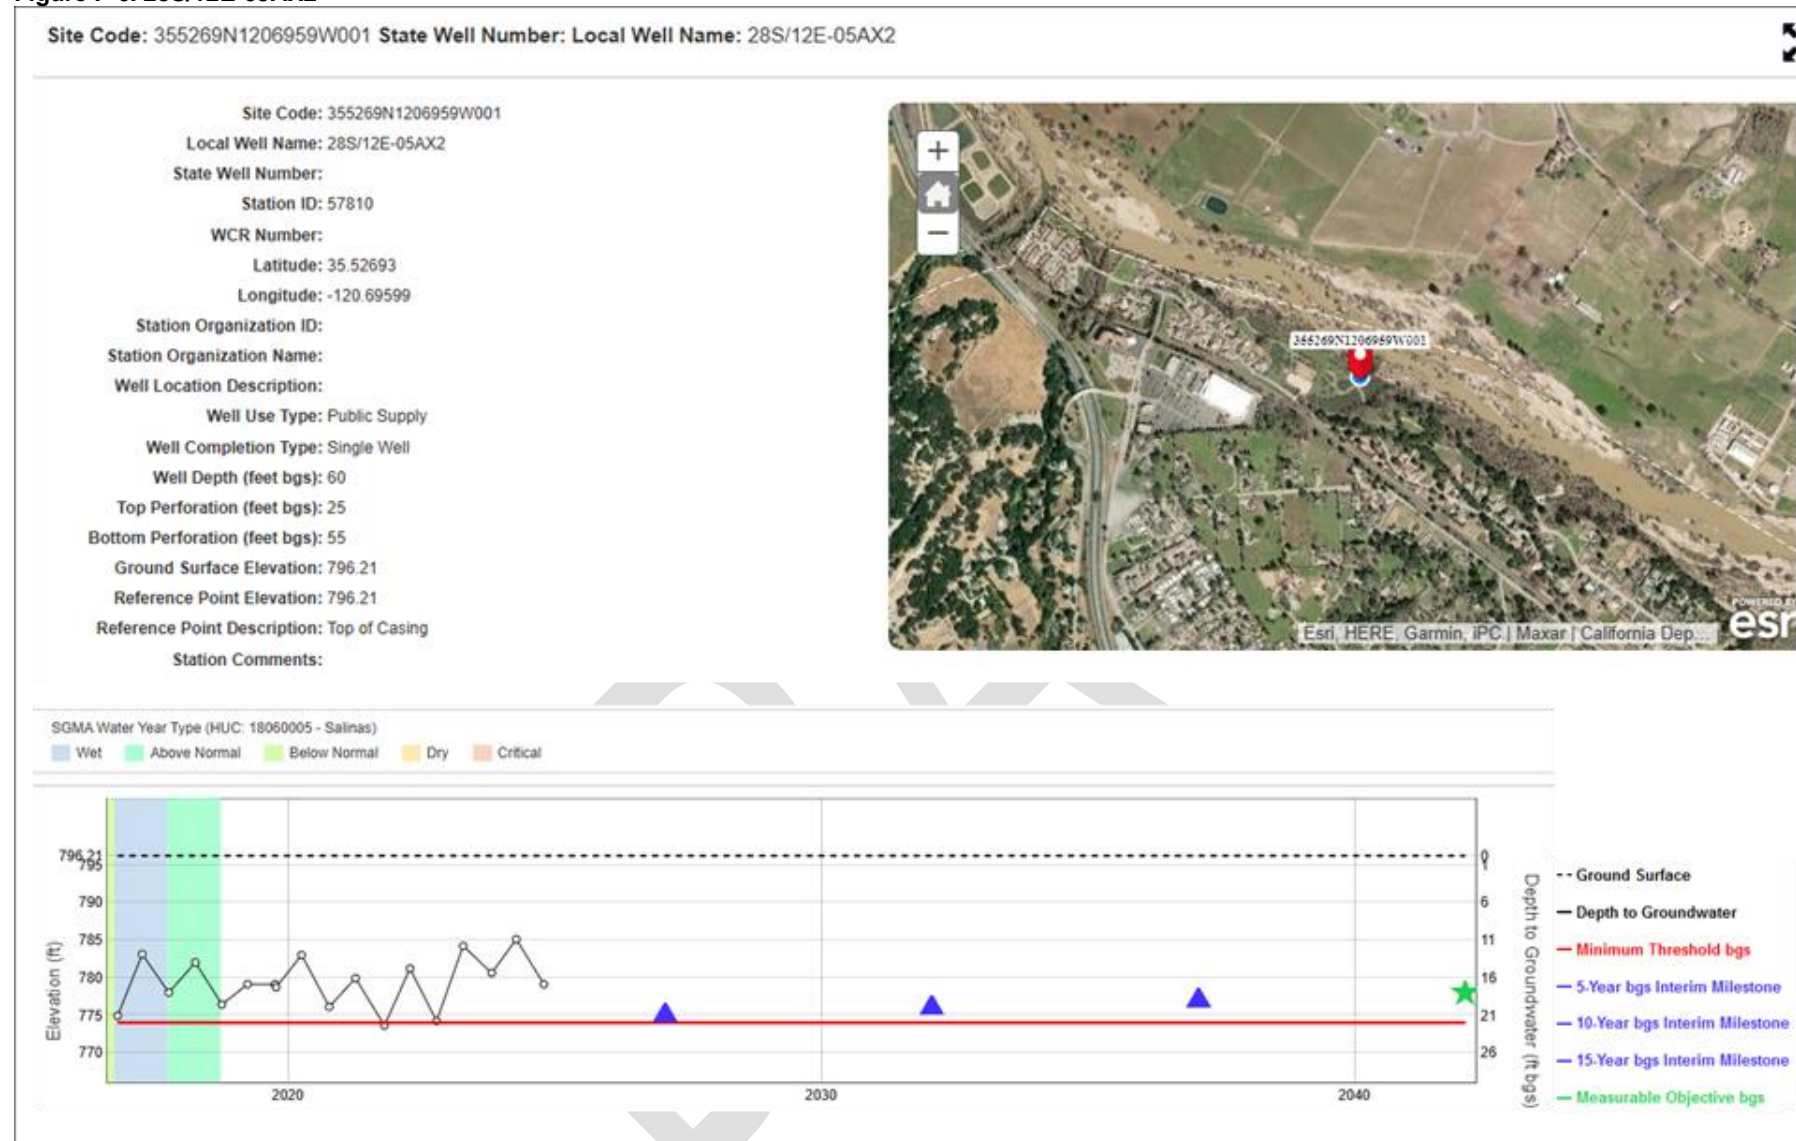 Site Code: 355269N1206959W001 State Well Number: Local Well Name: 28S/12E-05AX2
Site Code: 355269N1206959W001
Local Well Name: 28S/12E-05AX2
State Well Number:
Station ID: 57810
WCR Number:
Latitude: 35.52693
Longitude: -120.69599
Station Organization ID:
Station Organization Name:
Well Location Description:
Well Use Type: Public Supply
Well Completion Type: Single Well
Well Depth (feet bgs): 60
Top Perforation (feet bgs): 25
Bottom Perforation (feet bgs): 55
Ground Surface Elevation: 796.21
Reference Point Elevation: 796.21
Reference Point Description: Top of Casing
Station Comments:
+
−
355269N1206959W001
POWERED BY
esri
Esri, HERE, Garmin, iPC | Maxar | California Dep...
SGMA Water Year Type (HUC: 18060005 - Salinas)
Wet Above Normal Below Normal Dry Critical
Elevation (ft)
796.21
795
790
785
780
775
770
2020 2030 2040
0
1
6
11
16
21
26
Depth to Groundwater (ft bgs)
Ground Surface
Depth to Groundwater
Minimum Threshold bgs
5-Year bgs Interim Milestone
10-Year bgs Interim Milestone
15-Year bgs Interim Milestone
Measurable Objective bgs